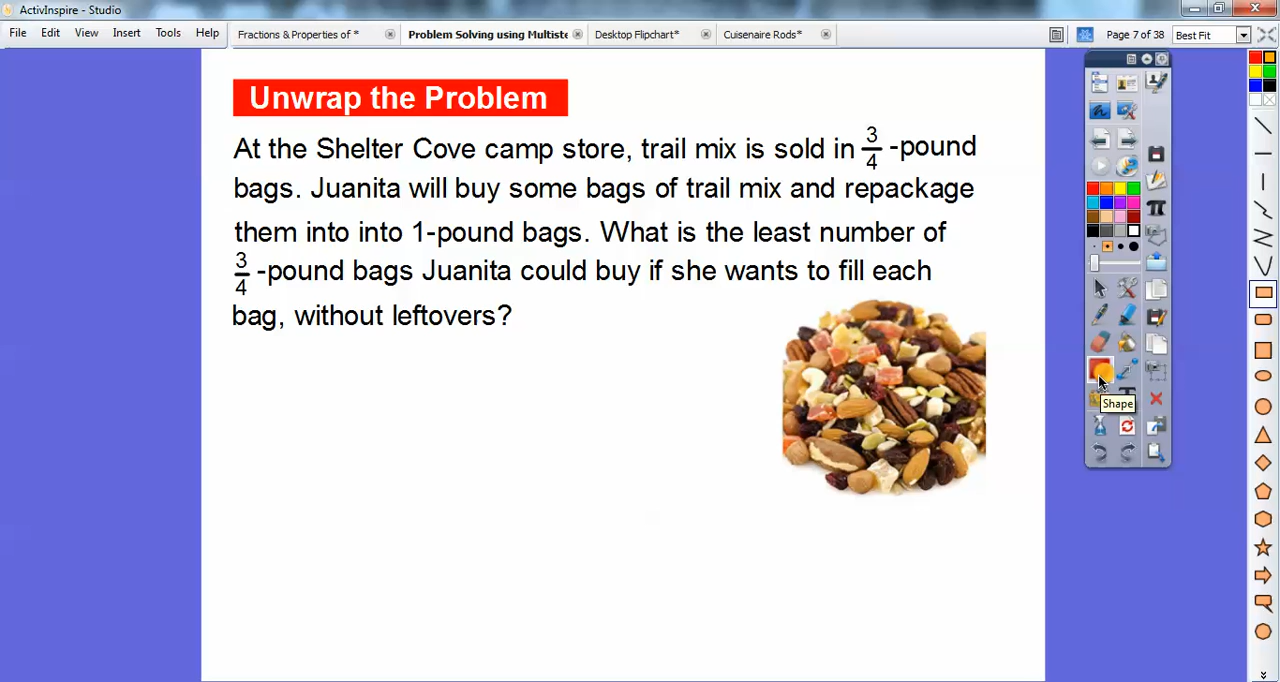 ActivInspire - Studio
File Edit View Insert Tools Help
Fractions & Properties of * Problem Solving using Multiste Desktop Flipchart* Cuisenaire Rods* Page 7 of 38 Best Fit
Unwrap the Problem
At the Shelter Cove camp store, trail mix is sold in 3/4 -pound
bags. Juanita will buy some bags of trail mix and repackage
them into into 1-pound bags. What is the least number of
3/4 -pound bags Juanita could buy if she wants to fill each
bag, without leftovers?
Shape